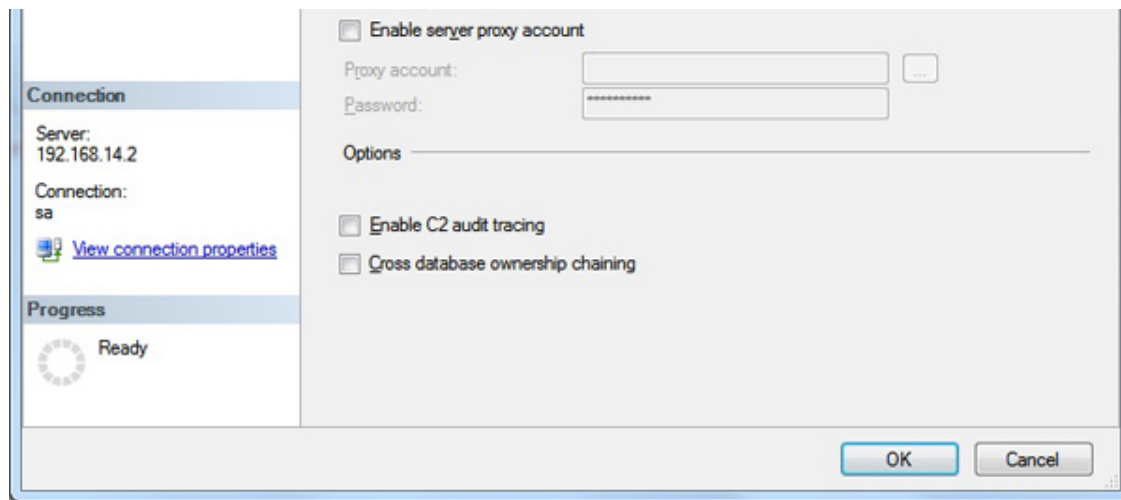 Enable server proxy account
Proxy account:
...
Password:
**********
Options
Enable C2 audit tracing
Cross database ownership chaining
Connection
Server:
192.168.14.2
Connection:
sa
View connection properties
Progress
Ready
OK
Cancel